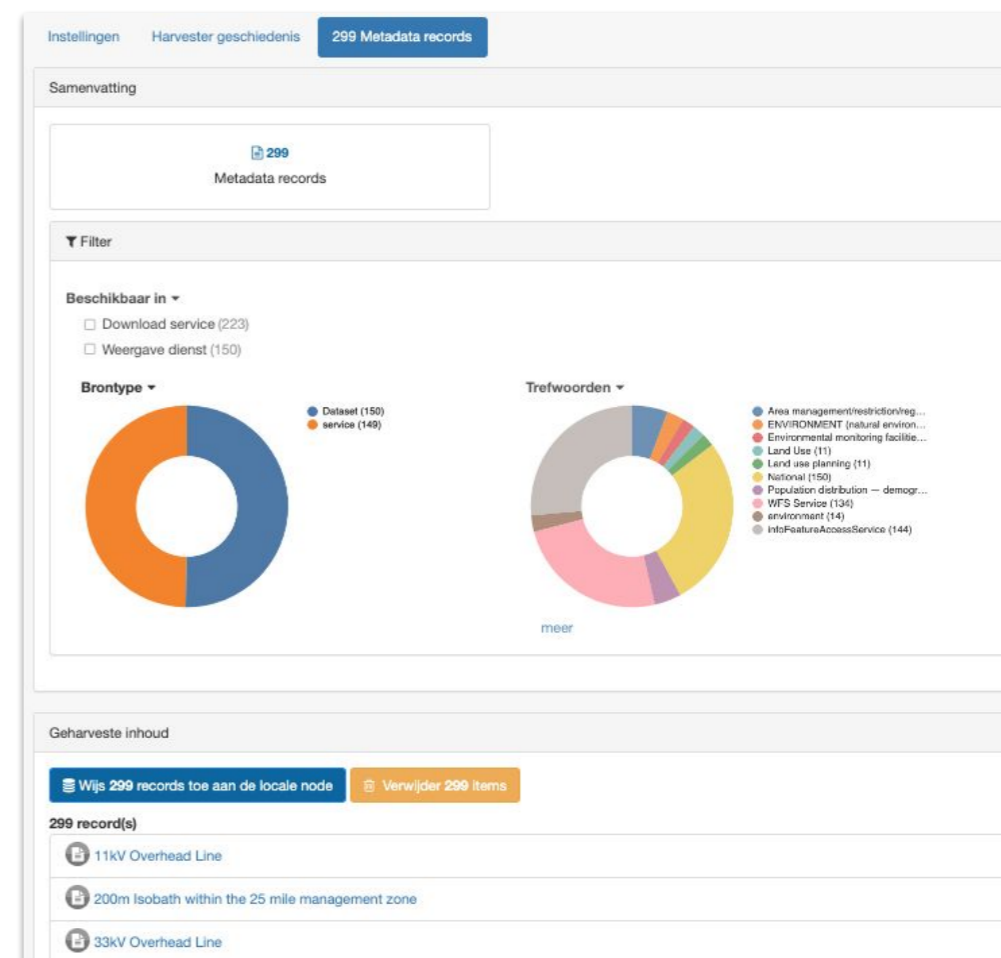 Instellingen Harvester geschiedenis 299 Metadata records
Samenvatting
299
Metadata records
Filter
Beschikbaar in
Download service (223)
Weergave dienst (150)
Brontype
Dataset (150)
service (149)
Trefwoorden
Area management/restriction/reg...
ENVIRONMENT (natural environ...
Environmental monitoring facilitie...
Land Use (11)
Land use planning (11)
National (150)
Population distribution — demogr...
WFS Service (134)
environment (14)
infoFeatureAccessService (144)
meer
Geharveste inhoud
Wijs 299 records toe aan de locale node Verwijder 299 items
299 record(s)
11kV Overhead Line
200m Isobath within the 25 mile management zone
33kV Overhead Line